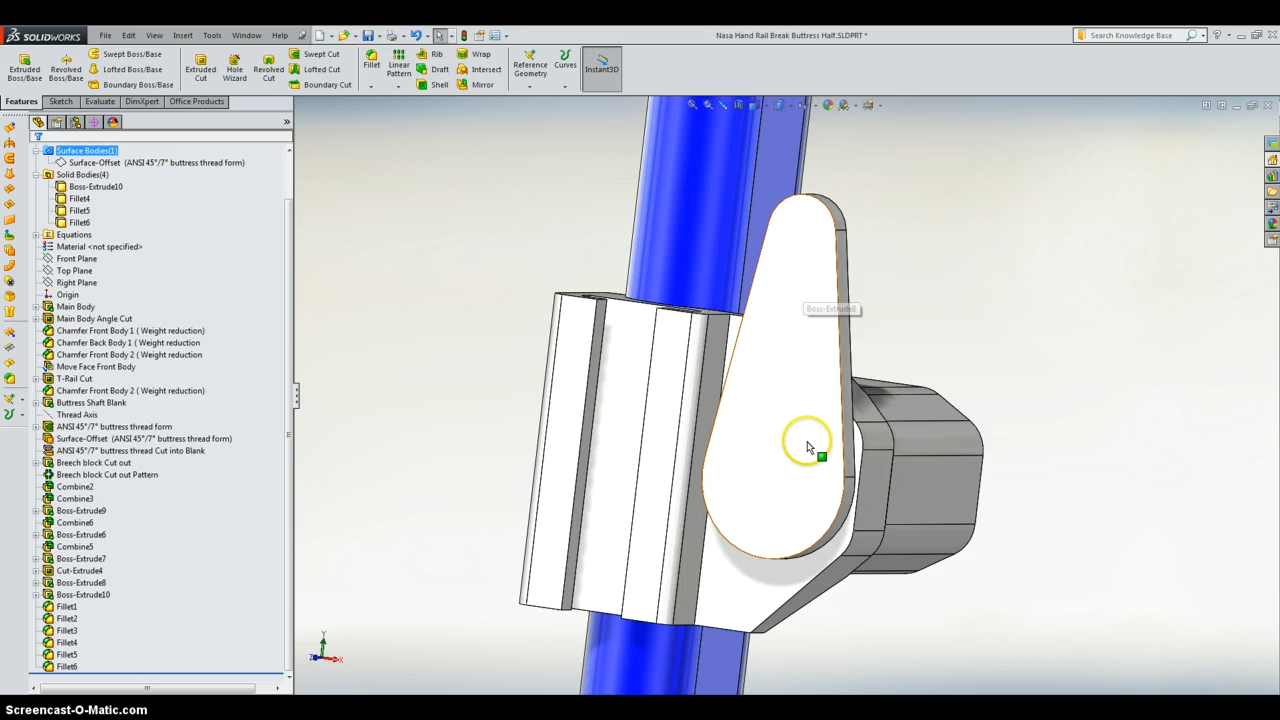 SOLIDWORKS
File Edit View Insert Tools Window Help
Nasa Hand Rail Break Buttress Half.SLDPRT *
Search Knowledge Base
Extruded Boss/Base
Revolved Boss/Base
Swept Boss/Base
Lofted Boss/Base
Boundary Boss/Base
Extruded Cut
Hole Wizard
Revolved Cut
Swept Cut
Lofted Cut
Boundary Cut
Fillet
Linear Pattern
Rib
Draft
Shell
Wrap
Intersect
Mirror
Reference Geometry
Curves
Instant3D
Features Sketch Evaluate DimXpert Office Products
Surface Bodies(1)
Surface-Offset (ANSI 45°/7° buttress thread form)
Solid Bodies(4)
Boss-Extrude10
Fillet4
Fillet5
Fillet6
Equations
Material <not specified>
Front Plane
Top Plane
Right Plane
Origin
Main Body
Main Body Angle Cut
Chamfer Front Body 1 ( Weight reduction)
Chamfer Back Body 1 ( Weight reduction
Chamfer Front Body 2 ( Weight reduction
Move Face Front Body
T-Rail Cut
Chamfer Front Body 2 ( Weight reduction)
Buttress Shaft Blank
Thread Axis
ANSI 45°/7° buttress thread form
Surface-Offset (ANSI 45°/7° buttress thread form)
ANSI 45°/7° buttress thread Cut into Blank
Breech block Cut out
Breech block Cut out Pattern
Combine2
Combine3
Boss-Extrude9
Combine6
Boss-Extrude6
Combine5
Boss-Extrude7
Cut-Extrude4
Boss-Extrude8
Boss-Extrude10
Fillet1
Fillet2
Fillet3
Fillet4
Fillet5
Fillet6
Boss-Extrude8
Y
Z X
Screencast-O-Matic.com